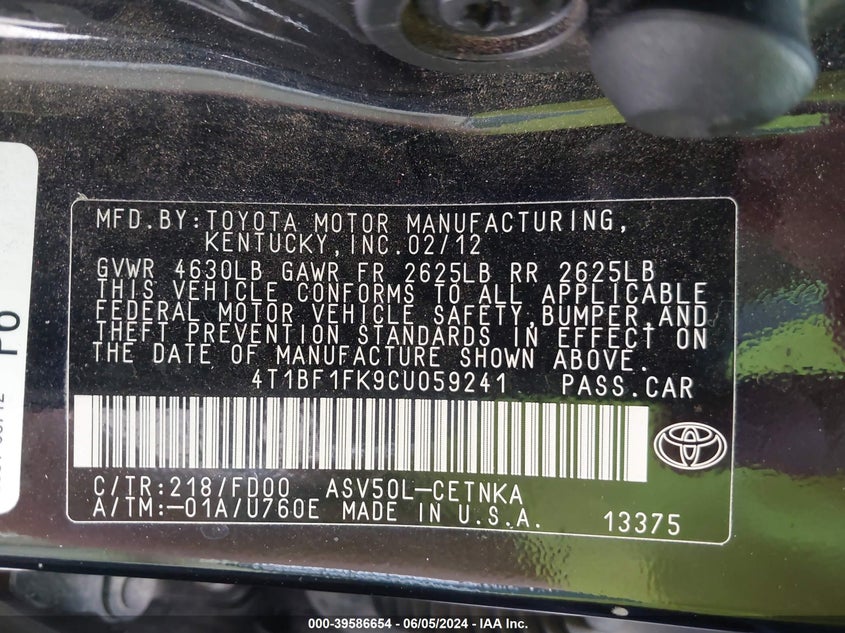 PO
MFD.BY:TOYOTA MOTOR MANUFACTURING,
KENTUCKY,INC.02/12
GVWR 4630LB GAWR FR 2625LB RR 2625LB
THIS VEHICLE CONFORMS TO ALL APPLICABLE
FEDERAL MOTOR VEHICLE SAFETY,BUMPER,AND
THEFT PREVENTION STANDARDS IN EFFECT ON
THE DATE OF MANUFACTURE SHOWN ABOVE.
4T1BF1FK9CU059241 PASS.CAR
C/TR:218/FD00 ASV50L-CETNKA
A/TM:-01A/U760E MADE IN U.S.A. 13375
000-39586654 - 06/05/2024 - IAA Inc.